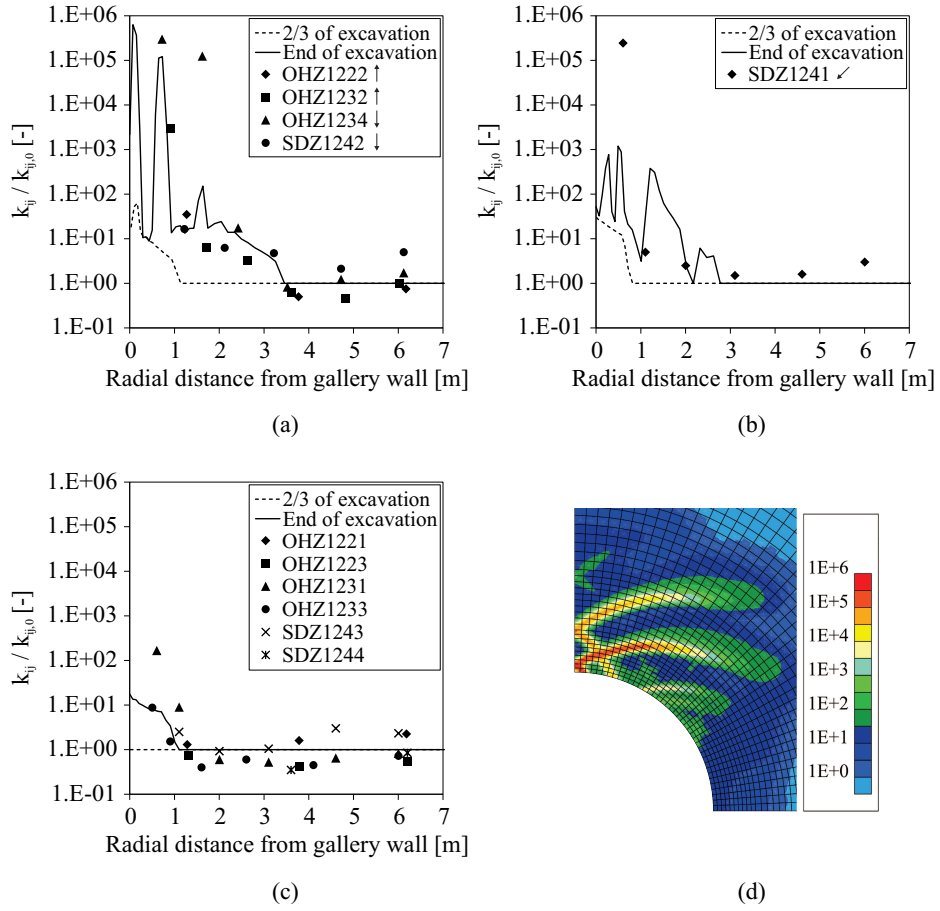 1.E+06
1.E+05
1.E+04
1.E+03
1.E+02
1.E+01
1.E+00
1.E-01
k_ij / k_ij,0 [-]
2/3 of excavation
End of excavation
OHZ1222 ↑
OHZ1232 ↑
OHZ1234 ↓
SDZ1242 ↓
0 1 2 3 4 5 6 7
Radial distance from gallery wall [m]
(a)
1.E+06
1.E+05
1.E+04
1.E+03
1.E+02
1.E+01
1.E+00
1.E-01
k_ij / k_ij,0 [-]
2/3 of excavation
End of excavation
SDZ1241 ↙
0 1 2 3 4 5 6 7
Radial distance from gallery wall [m]
(b)
1.E+06
1.E+05
1.E+04
1.E+03
1.E+02
1.E+01
1.E+00
1.E-01
k_ij / k_ij,0 [-]
2/3 of excavation
End of excavation
OHZ1221
OHZ1223
OHZ1231
OHZ1233
SDZ1243
SDZ1244
0 1 2 3 4 5 6 7
Radial distance from gallery wall [m]
(c)
1E+6
1E+5
1E+4
1E+3
1E+2
1E+1
1E+0
(d)